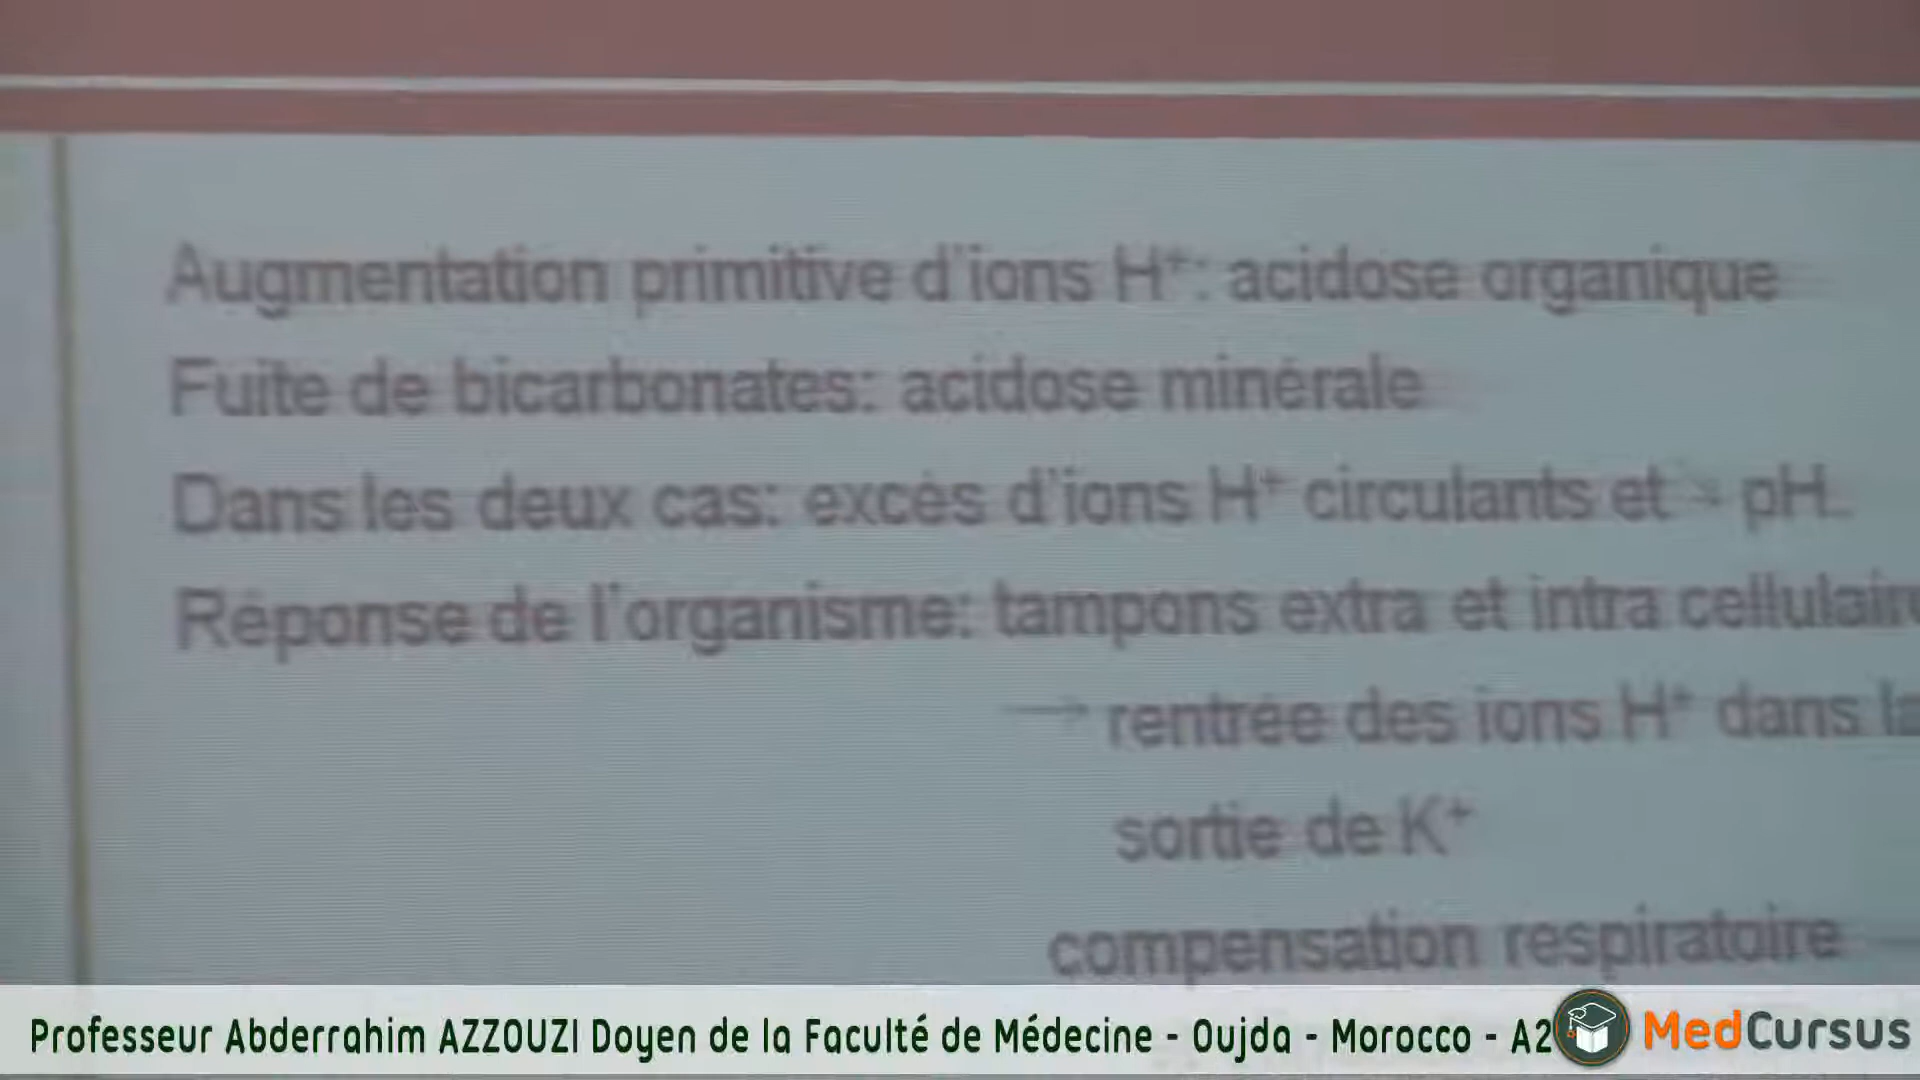 Augmentation primitive d'ions H+: acidose organique
Fuite de bicarbonates: acidose minérale
Dans les deux cas: excès d'ions H+ circulants et ↘ pH.
Réponse de l'organisme: tampons extra et intra
→ rentrée des ions H+ dans
sortie de K+
compensation respiratoire
Professeur Abderrahim AZZOUZI Doyen de la Faculté de Médecine - Oujda - Morocco - A2
MedCursus